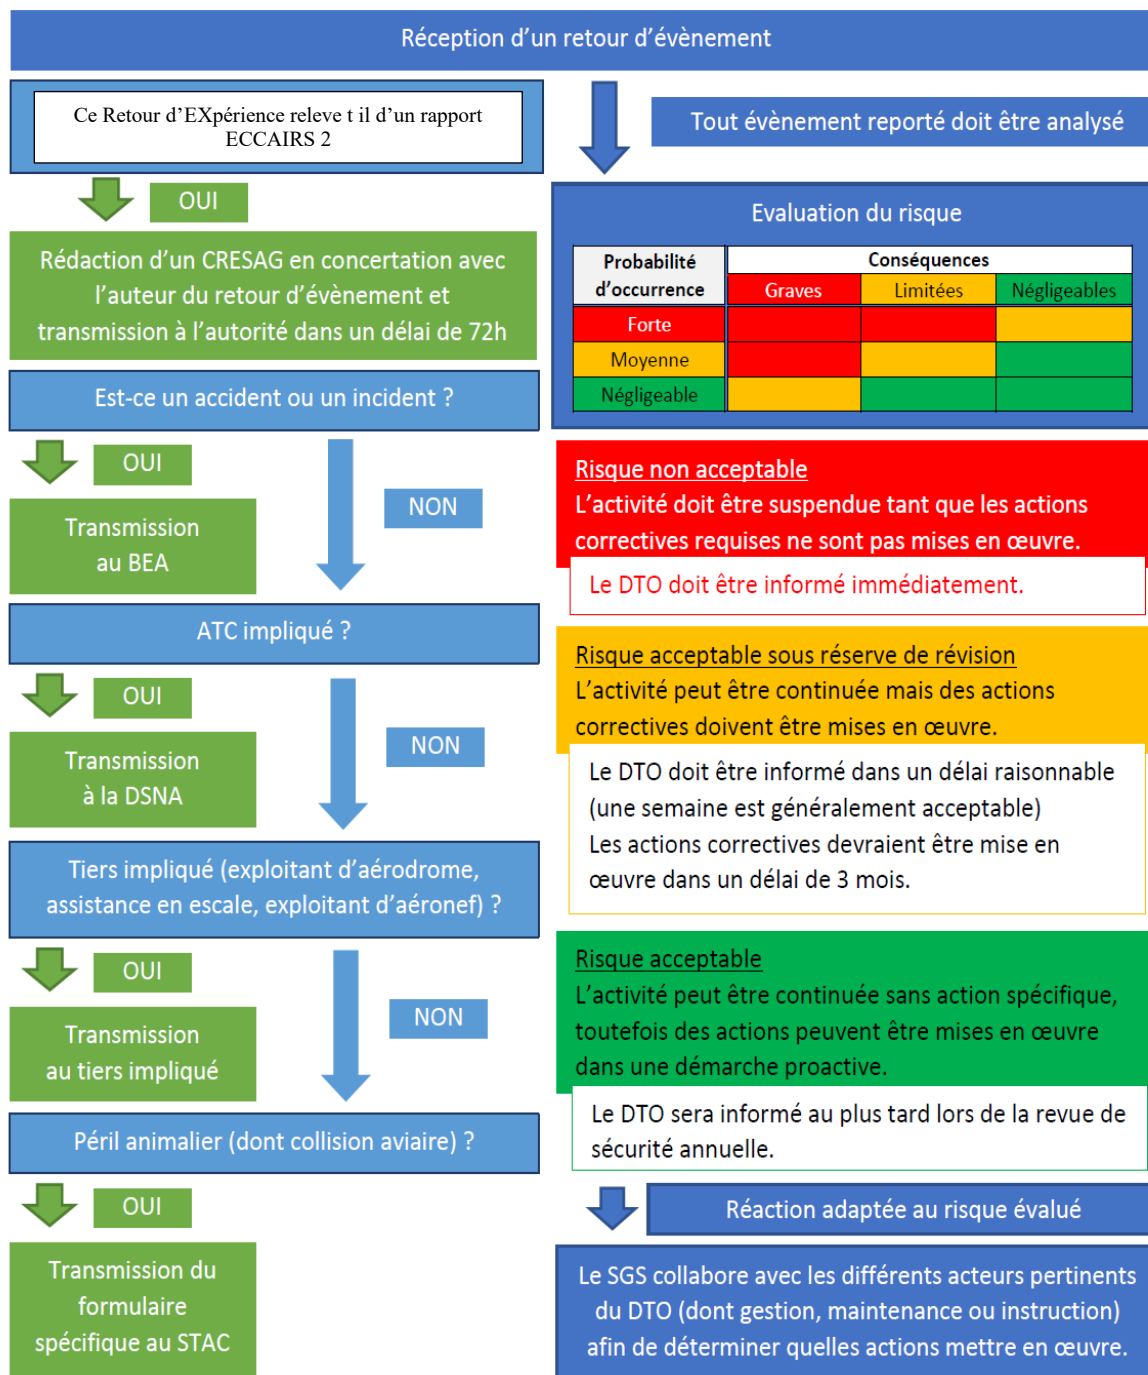 Réception d'un retour d'évènement
Ce Retour d'EXpérience releve t il d'un rapport
ECCAIRS 2
OUI
Rédaction d'un CRESAG en concertation avec
l'auteur du retour d'évènement et
transmission à l'autorité dans un délai de 72h
Est-ce un accident ou un incident ?
OUI
NON
Transmission
au BEA
ATC impliqué ?
OUI
NON
Transmission
à la DSNA
Tiers impliqué (exploitant d'aérodrome,
assistance en escale, exploitant d'aéronef) ?
OUI
NON
Transmission
au tiers impliqué
Péril animalier (dont collision aviaire) ?
OUI
Transmission du
formulaire
spécifique au STAC
Tout évènement reporté doit être analysé
Evaluation du risque
Probabilité
d'occurrence
Conséquences
Graves
Limitées
Négligeables
Forte
Moyenne
Négligeable
Risque non acceptable
L'activité doit être suspendue tant que les actions
correctives requises ne sont pas mises en œuvre.
Le DTO doit être informé immédiatement.
Risque acceptable sous réserve de révision
L'activité peut être continuée mais des actions
correctives doivent être mises en œuvre.
Le DTO doit être informé dans un délai raisonnable
(une semaine est généralement acceptable)
Les actions correctives devraient être mise en
œuvre dans un délai de 3 mois.
Risque acceptable
L'activité peut être continuée sans action spécifique,
toutefois des actions peuvent être mises en œuvre
dans une démarche proactive.
Le DTO sera informé au plus tard lors de la revue de
sécurité annuelle.
Réaction adaptée au risque évalué
Le SGS collabore avec les différents acteurs pertinents
du DTO (dont gestion, maintenance ou instruction)
afin de déterminer quelles actions mettre en œuvre.